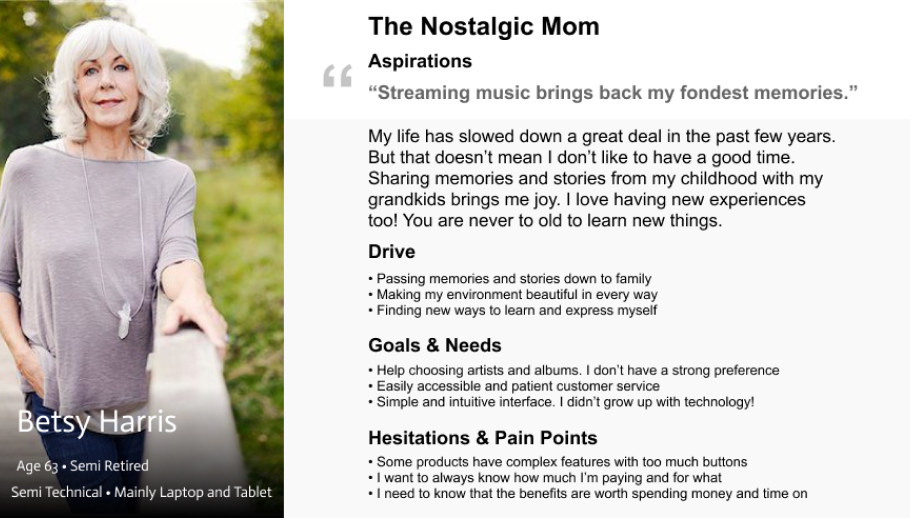 The Nostalgic Mom
Aspirations
“Streaming music brings back my fondest memories.”
My life has slowed down a great deal in the past few years.
But that doesn’t mean I don’t like to have a good time.
Sharing memories and stories from my childhood with my
grandkids brings me joy. I love having new experiences
too! You are never to old to learn new things.
Drive
• Passing memories and stories down to family
• Making my environment beautiful in every way
• Finding new ways to learn and express myself
Goals & Needs
• Help choosing artists and albums. I don’t have a strong preference
• Easily accessible and patient customer service
• Simple and intuitive interface. I didn’t grow up with technology!
Hesitations & Pain Points
• Some products have complex features with too much buttons
• I want to always know how much I’m paying and for what
• I need to know that the benefits are worth spending money and time on
Betsy Harris
Age 63 • Semi Retired
Semi Technical • Mainly Laptop and Tablet